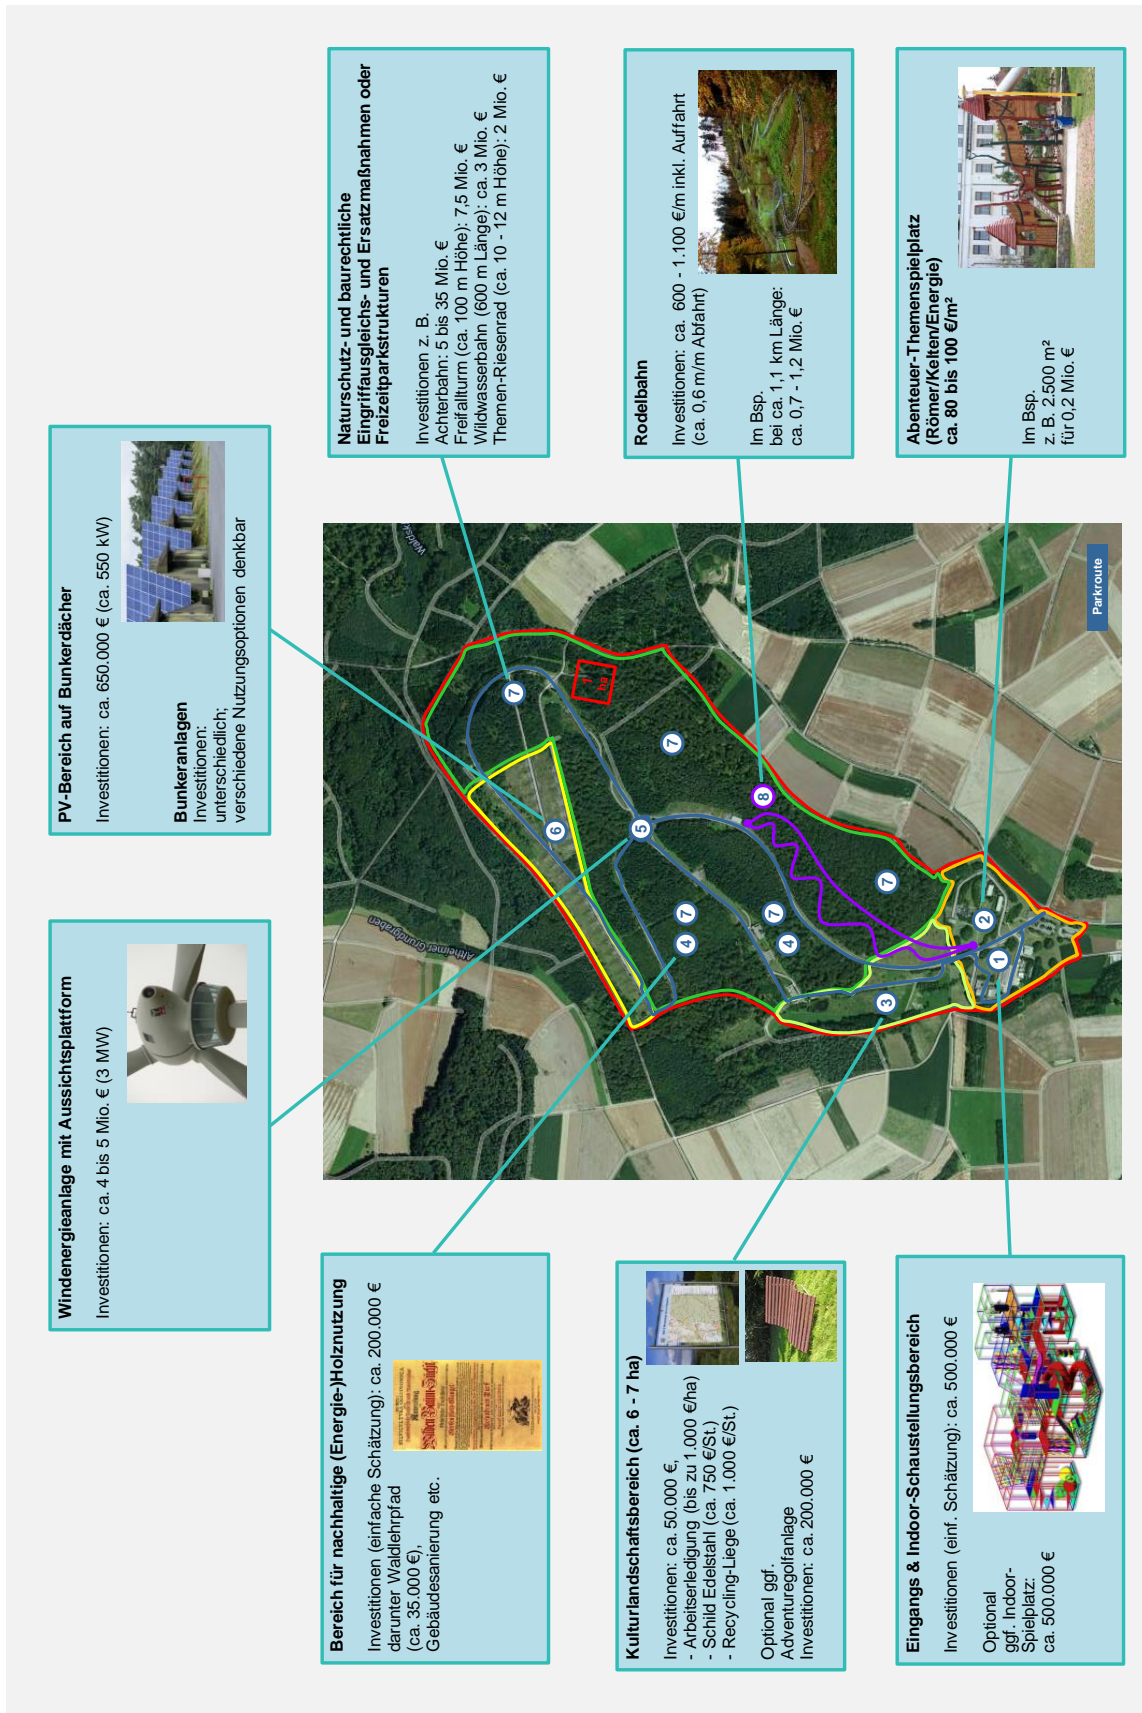 Windenergieanlage mit Aussichtsplattform
Investitionen: ca. 4 bis 5 Mio. € (3 MW)
PV-Bereich auf Bunkerdächer
Investitionen: ca. 650.000 € (ca. 550 kW)
Bunkeranlagen
Investitionen:
unterschiedlich;
verschiedene Nutzungsoptionen denkbar
Bereich für nachhaltige (Energie-)Holznutzung
Investitionen (einfache Schätzung): ca. 200.000 €
darunter Waldlehrpfad
(ca. 35.000 €),
Gebäudesanierung etc.
Naturschutz- und baurechtliche
Eingriffausgleichs- und Ersatzmaßnahmen oder
Freizeitparkstrukturen
Investitionen z. B.
Achterbahn: 5 bis 35 Mio. €
Freifallturm (ca. 100 m Höhe): 7,5 Mio. €
Wildwasserbahn (600 m Länge): ca. 3 Mio. €
Themen-Riesenrad (ca. 10 - 12 m Höhe): 2 Mio. €
Kulturlandschaftsbereich (ca. 6 - 7 ha)
Investitionen: ca. 50.000 €,
- Arbeitserledigung (bis zu 1.000 €/ha)
- Schild Edelstahl (ca. 750 €/St.)
- Recycling-Liege (ca. 1.000 €/St.)
Optional ggf.
Adventuregolfanlage
Investitionen: ca. 200.000 €
Rodelbahn
Investitionen: ca. 600 - 1.100 €/m inkl. Auffahrt
(ca. 0,6 m/m Abfahrt)
Im Bsp.
bei ca. 1,1 km Länge:
ca. 0,7 - 1,2 Mio. €
Eingangs & Indoor-Schaustellungsbereich
Investitionen (einf. Schätzung): ca. 500.000 €
Optional
ggf. Indoor-
Spielplatz:
ca. 500.000 €
Abenteuer-Themenspielplatz
(Römer/Kelten/Energie)
ca. 80 bis 100 €/m²
Im Bsp.
z. B. 2.500 m²
für 0,2 Mio. €
Altheimer Grundgraben
1
ha
7
6
5
7
8
4
7
4
7
7
3
2
1
Parkroute